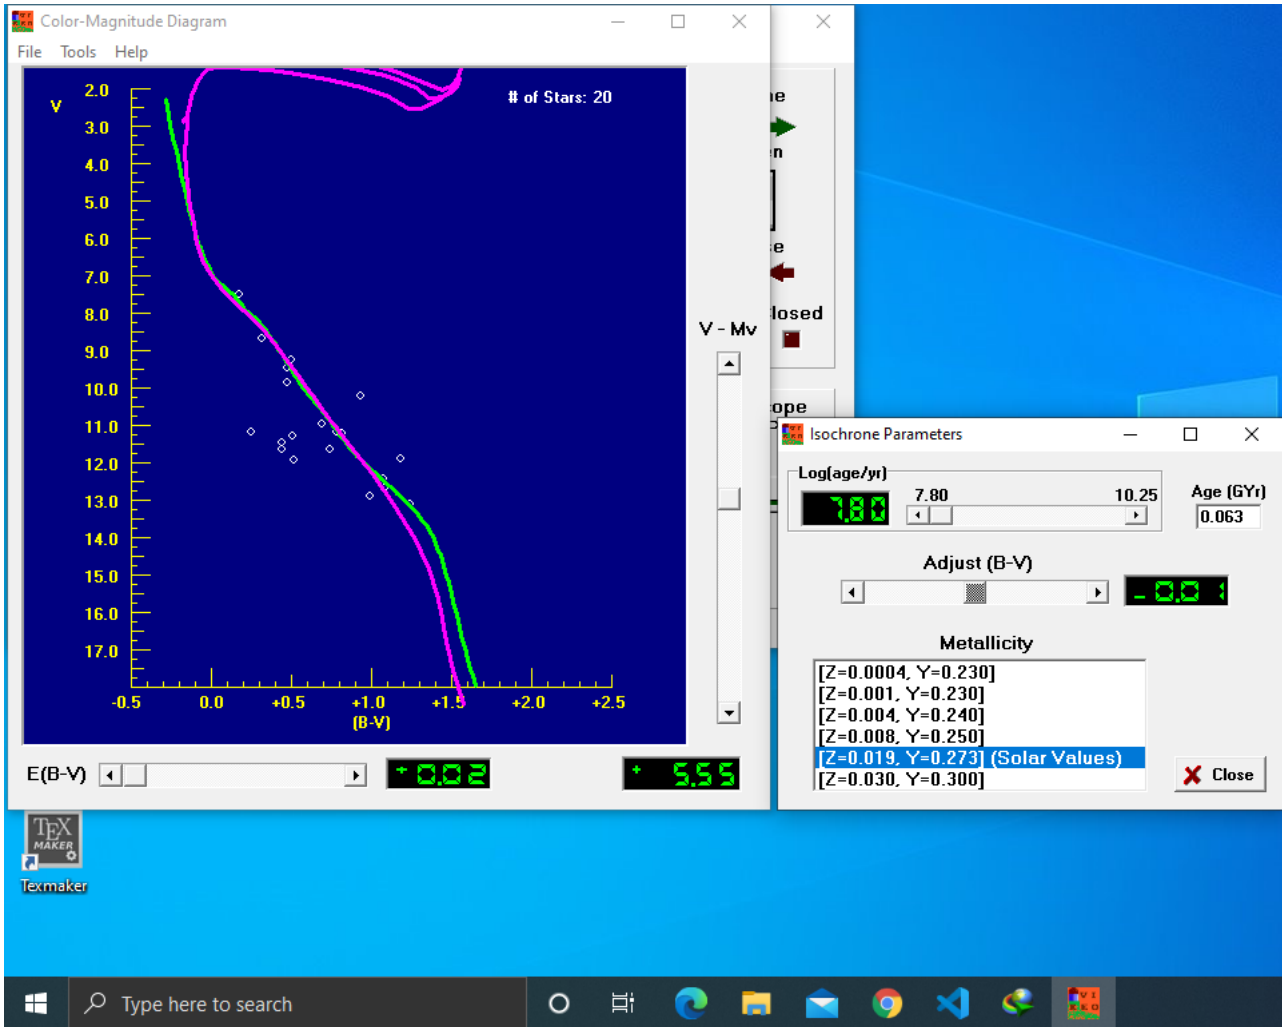 Color-Magnitude Diagram
File Tools Help
# of Stars: 20
V
2.0
3.0
4.0
5.0
6.0
7.0
8.0
9.0
10.0
11.0
12.0
13.0
14.0
15.0
16.0
17.0
-0.5 0.0 +0.5 +1.0 +1.5 +2.0 +2.5
(B-V)
V - Mv
E(B-V)
+0.02
+ 5.55
ne
n
e
losed
ope
Isochrone Parameters
Log(age/yr)
7.80
7.80 10.25
Age (GYr)
0.063
Adjust (B-V)
-0.01
Metallicity
[Z=0.0004, Y=0.230]
[Z=0.001, Y=0.230]
[Z=0.004, Y=0.240]
[Z=0.008, Y=0.250]
[Z=0.019, Y=0.273] (Solar Values)
[Z=0.030, Y=0.300]
Close
TEX
MAKER
Texmaker
Type here to search